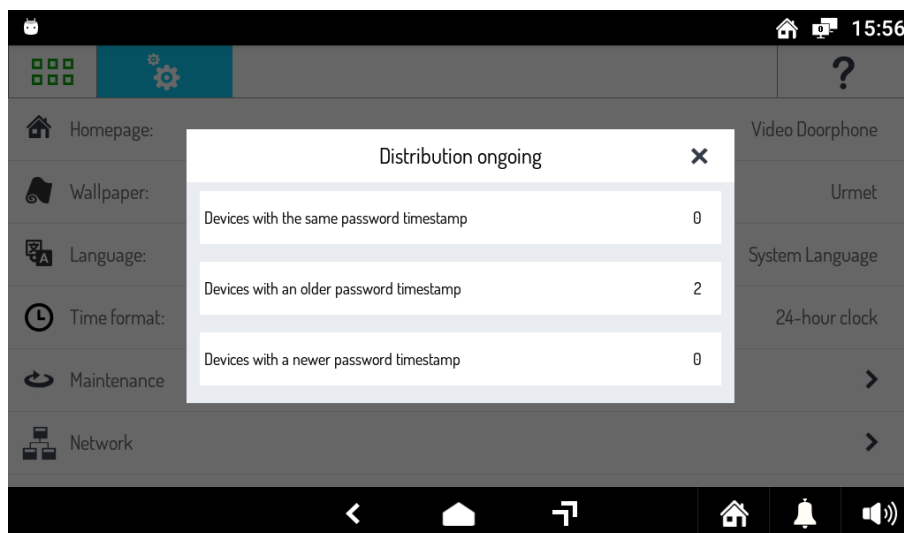 15:56
?
Homepage:
Video Doorphone
Distribution ongoing
Wallpaper:
Urmet
Devices with the same password timestamp 0
Language:
System Language
Devices with an older password timestamp 2
Time format:
24-hour clock
Devices with a newer password timestamp 0
Maintenance
Network